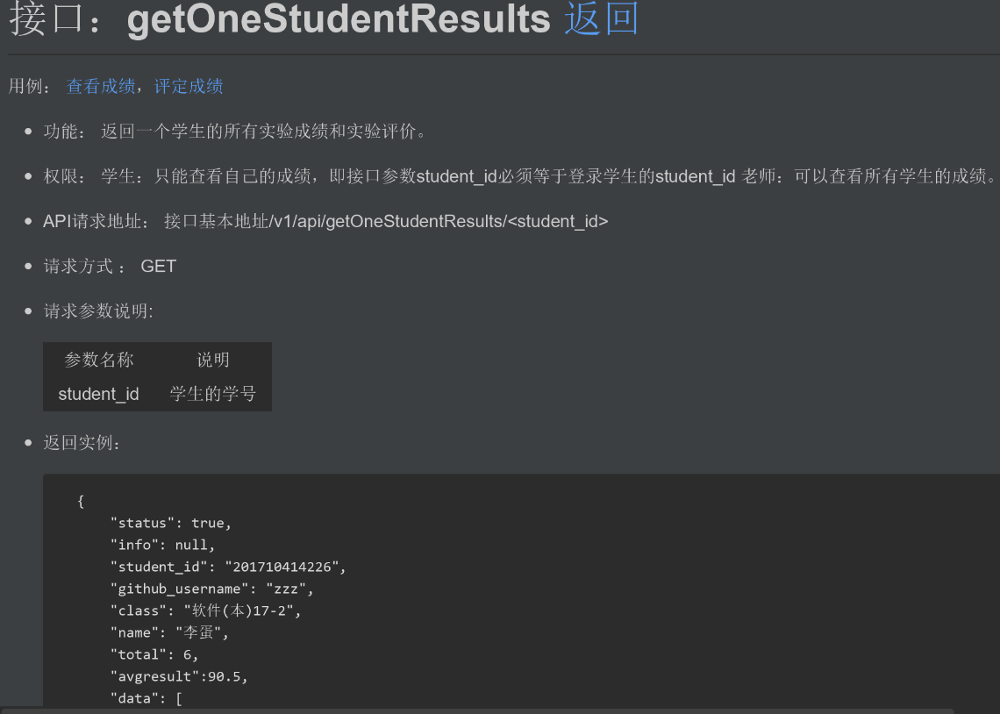 接口：getOneStudentResults 返回
用例： 查看成绩，评定成绩
功能： 返回一个学生的所有实验成绩和实验评价。
权限： 学生：只能查看自己的成绩，即接口参数student_id必须等于登录学生的student_id 老师：可以查看所有学生的成绩。
API请求地址： 接口基本地址/v1/api/getOneStudentResults/<student_id>
请求方式 ： GET
请求参数说明:
参数名称 说明
student_id 学生的学号
返回实例：
{
"status": true,
"info": null,
"student_id": "201710414226",
"github_username": "zzz",
"class": "软件(本)17-2",
"name": "李蛋",
"total": 6,
"avgresult":90.5,
"data": [